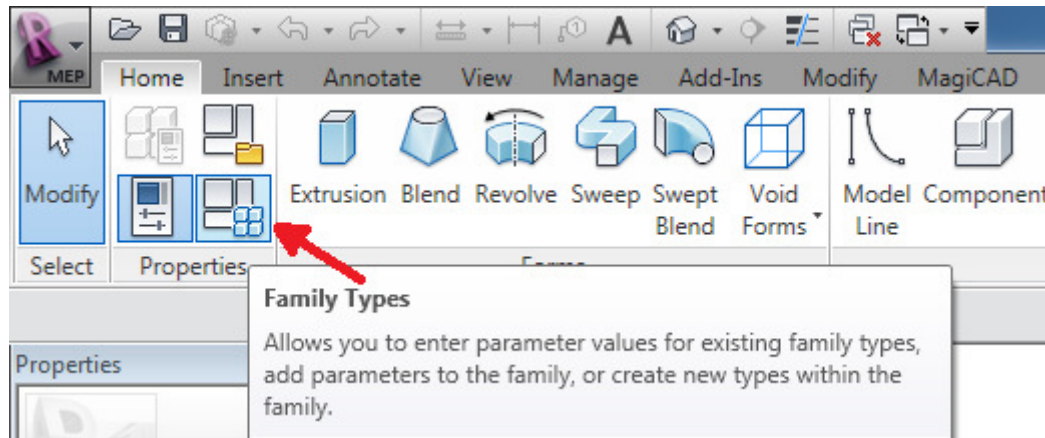 MEP
Home Insert Annotate View Manage Add-Ins Modify MagiCAD
Modify Extrusion Blend Revolve Sweep Swept Blend Void Forms Model Line Component
Select Properties Forms
Family Types
Allows you to enter parameter values for existing family types,
add parameters to the family, or create new types within the
family.
Properties